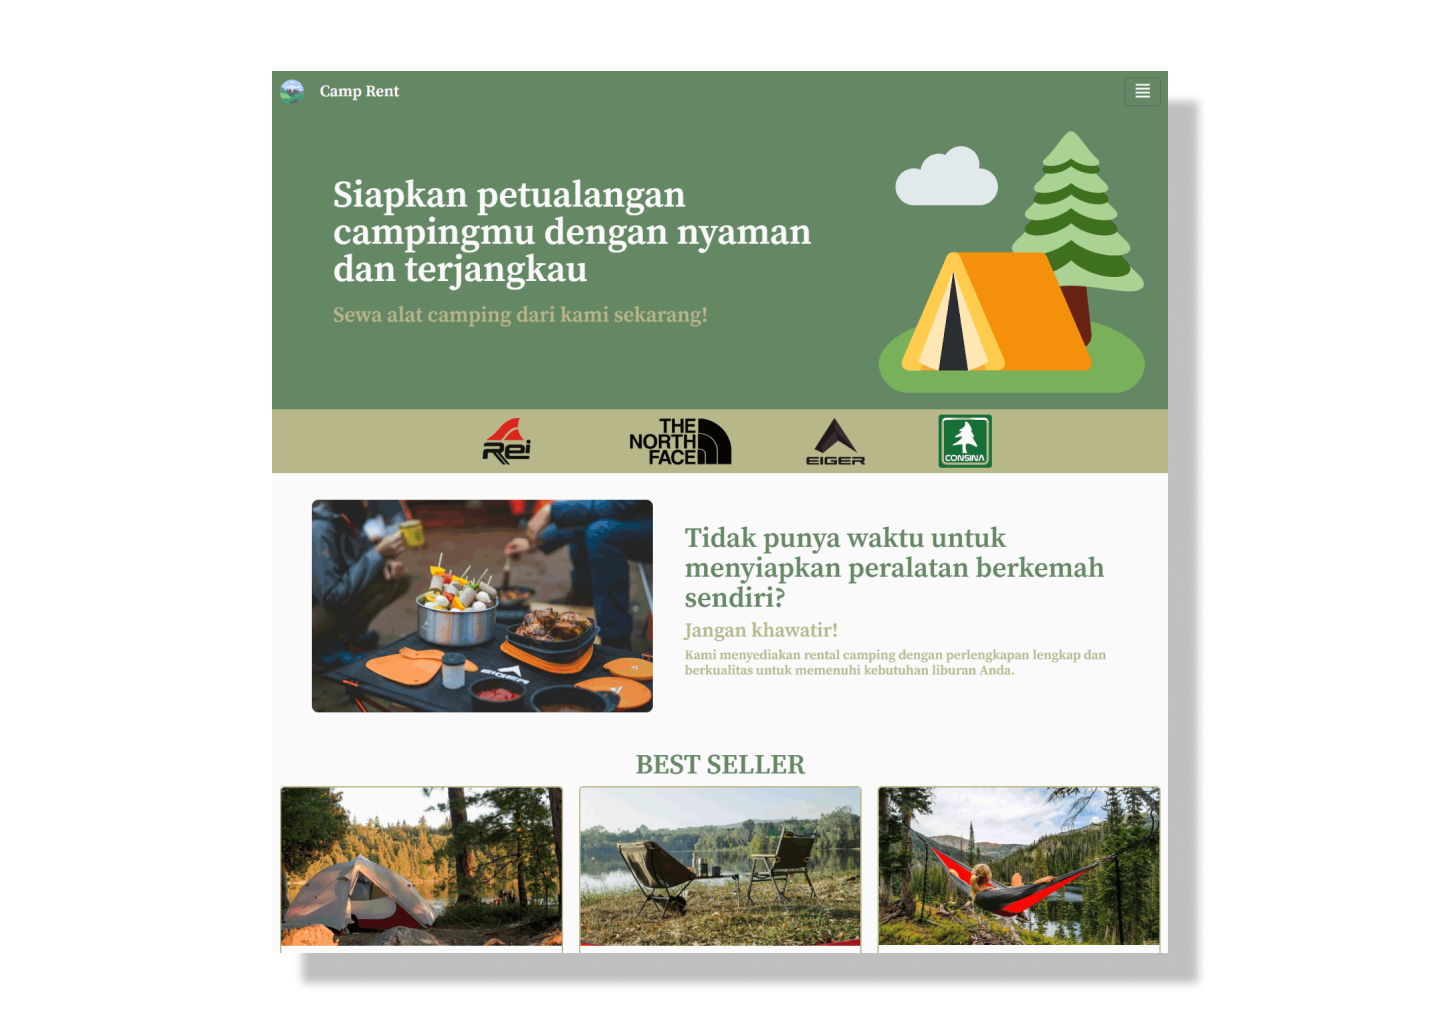 Camp Rent
Siapkan petualangan
campingmu dengan nyaman
dan terjangkau
Sewa alat camping dari kami sekarang!
Rei
THE
NORTH
FACE
EIGER
CONSINA
EIGER
Tidak punya waktu untuk
menyiapkan peralatan berkemah
sendiri?
Jangan khawatir!
Kami menyediakan rental camping dengan perlengkapan lengkap dan
berkualitas untuk memenuhi kebutuhan liburan Anda.
BEST SELLER